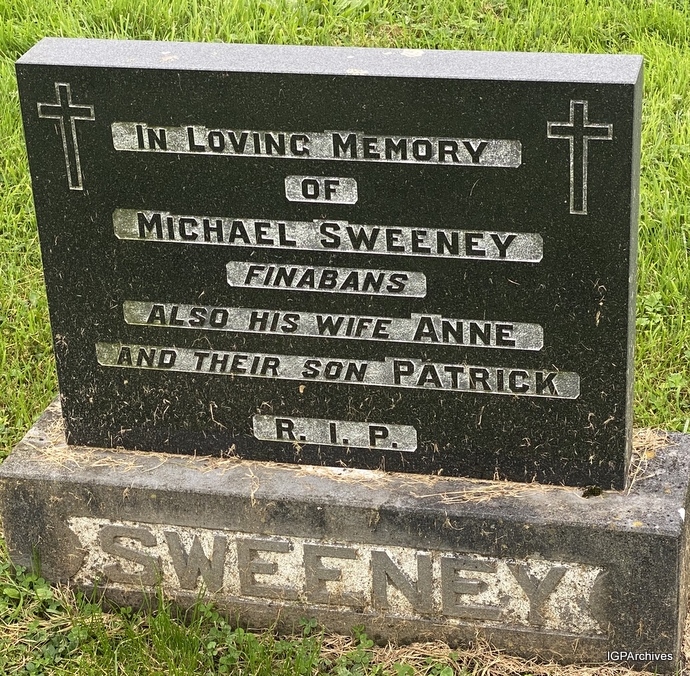 In Loving Memory
OF
Michael Sweeney
FINABANS
ALSO HIS WIFE Anne
AND THEIR SON Patrick
R. I. P.
SWEENEY
IGPArchives